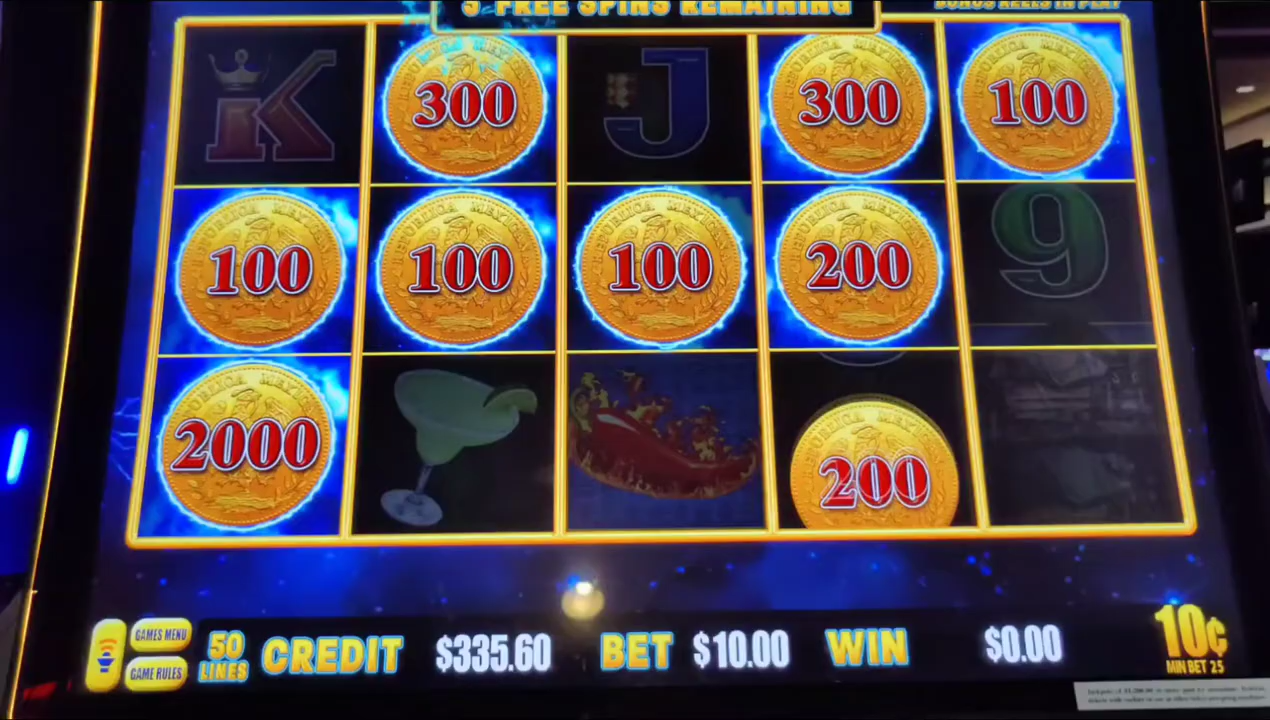 3 FREE SPINS REMAINING
BONUS REELS IN PLAY
K 300 J 300 100
100 100 100 200 9
2000 200
GAMES MENU
GAME RULES
50 LINES CREDIT $335.60 BET $10.00 WIN $0.00
10¢
MIN BET 25